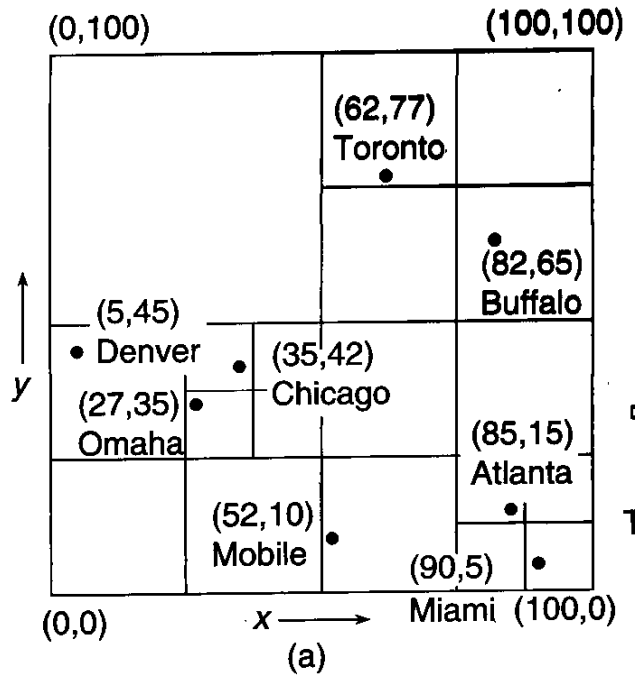 (0,100)
(100,100)
(62,77)
Toronto
(82,65)
Buffalo
(5,45)
Denver
(35,42)
Chicago
y
(27,35)
Omaha
(85,15)
Atlanta
(52,10)
Mobile
(90,5)
Miami
(100,0)
(0,0)
x
(a)
T